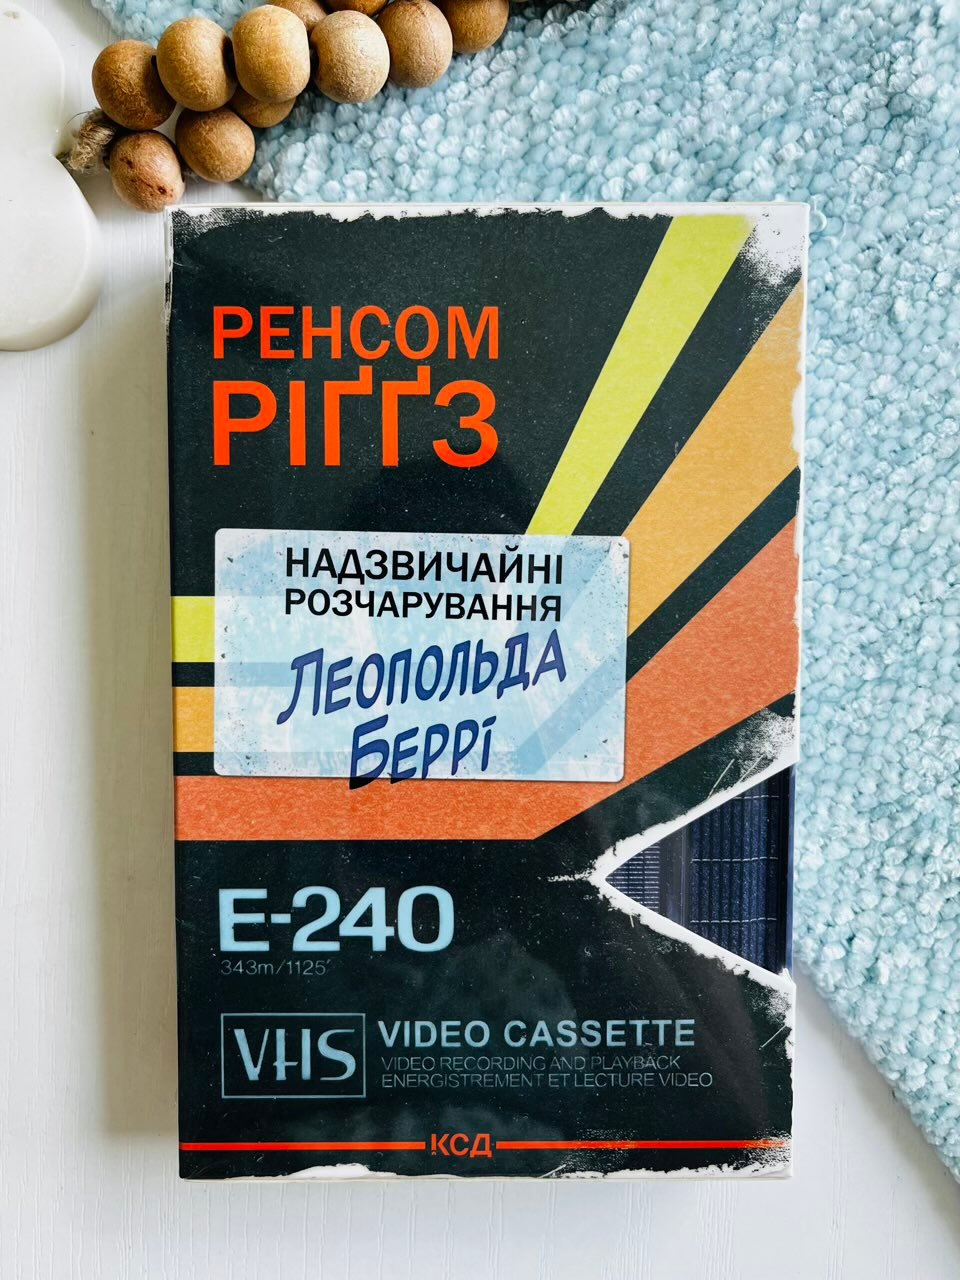 РЕНСОМ
РІҐҐЗ
НАДЗВИЧАЙНІ
РОЗЧАРУВАННЯ
ЛЕОПОЛЬДА
БЕРРІ
E-240
343m/1125'
VHS VIDEO CASSETTE
VIDEO RECORDING AND PLAYBACK
ENERGISTREMENT ET LECTURE VIDEO
КСД